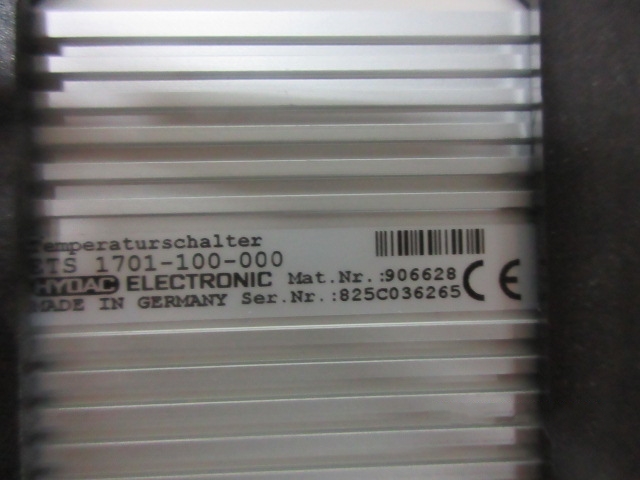 Temperaturschalter
ETS 1701-100-000
HYDAC ELECTRONIC Mat.Nr.:906628
MADE IN GERMANY Ser.Nr.:825C036265
CE